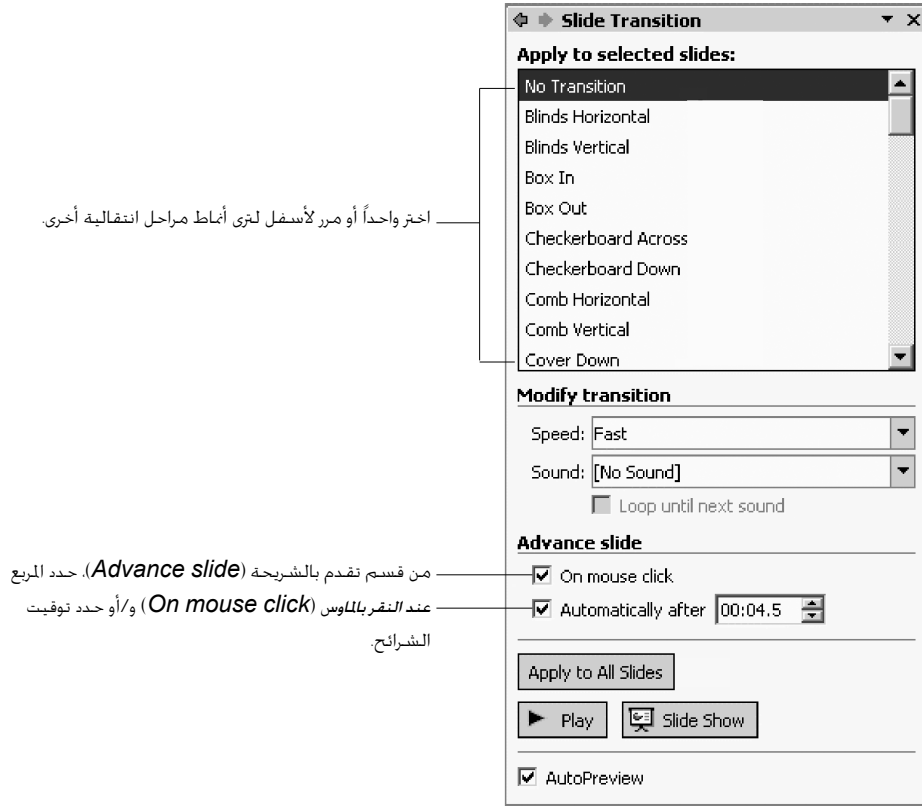 Slide Transition
Apply to selected slides:
No Transition
Blinds Horizontal
Blinds Vertical
Box In
Box Out
Checkerboard Across
Checkerboard Down
Comb Horizontal
Comb Vertical
Cover Down
اختر واحداً أو مرر لأسفل لترى أنماط مراحل انتقالية أخرى.
Modify transition
Speed: Fast
Sound: [No Sound]
Loop until next sound
Advance slide
On mouse click
Automatically after 00:04.5
من قسم تقدم بالشريحة (Advance slide)، حدد المربع
عند النقر بالماوس (On mouse click) و/أو حدد توقيت
الشرائح.
Apply to All Slides
Play Slide Show
AutoPreview